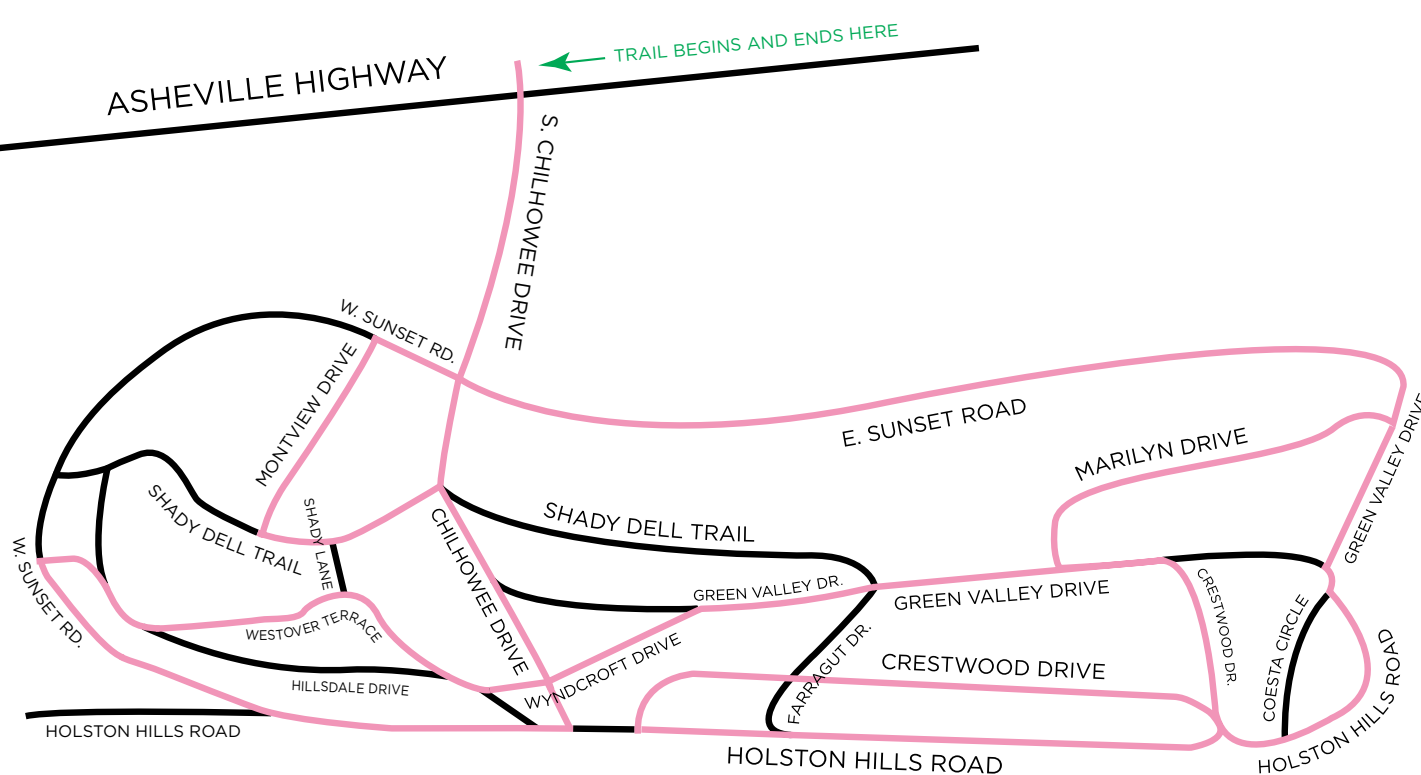 TRAIL BEGINS AND ENDS HERE
ASHEVILLE HIGHWAY
S. CHILHOWEE DRIVE
W. SUNSET RD.
MONTVIEW DRIVE
E. SUNSET ROAD
MARILYN DRIVE
GREEN VALLEY DRIVE
SHADY DELL TRAIL
SHADY LANE
SHADY DELL TRAIL
CHILHOWEE DRIVE
W. SUNSET RD.
GREEN VALLEY DR.
GREEN VALLEY DRIVE
CRESTWOOD DR.
COESTA CIRCLE
WESTOVER TERRACE
WYNDCROFT DRIVE
FARRAGUT DR.
CRESTWOOD DRIVE
HILLSDALE DRIVE
HOLSTON HILLS ROAD
HOLSTON HILLS ROAD
HOLSTON HILLS ROAD